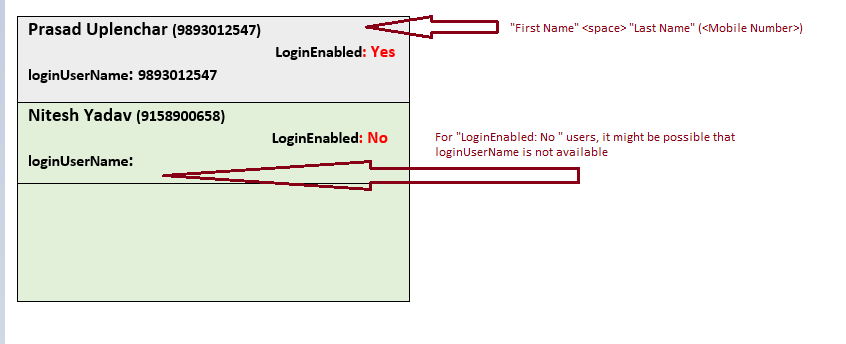 Prasad Uplenchar (9893012547)
"First Name" <space> "Last Name" (<Mobile Number>)
LoginEnabled: Yes
loginUserName: 9893012547
Nitesh Yadav (9158900658)
LoginEnabled: No
For "LoginEnabled: No " users, it might be possible that
loginUserName is not available
loginUserName: